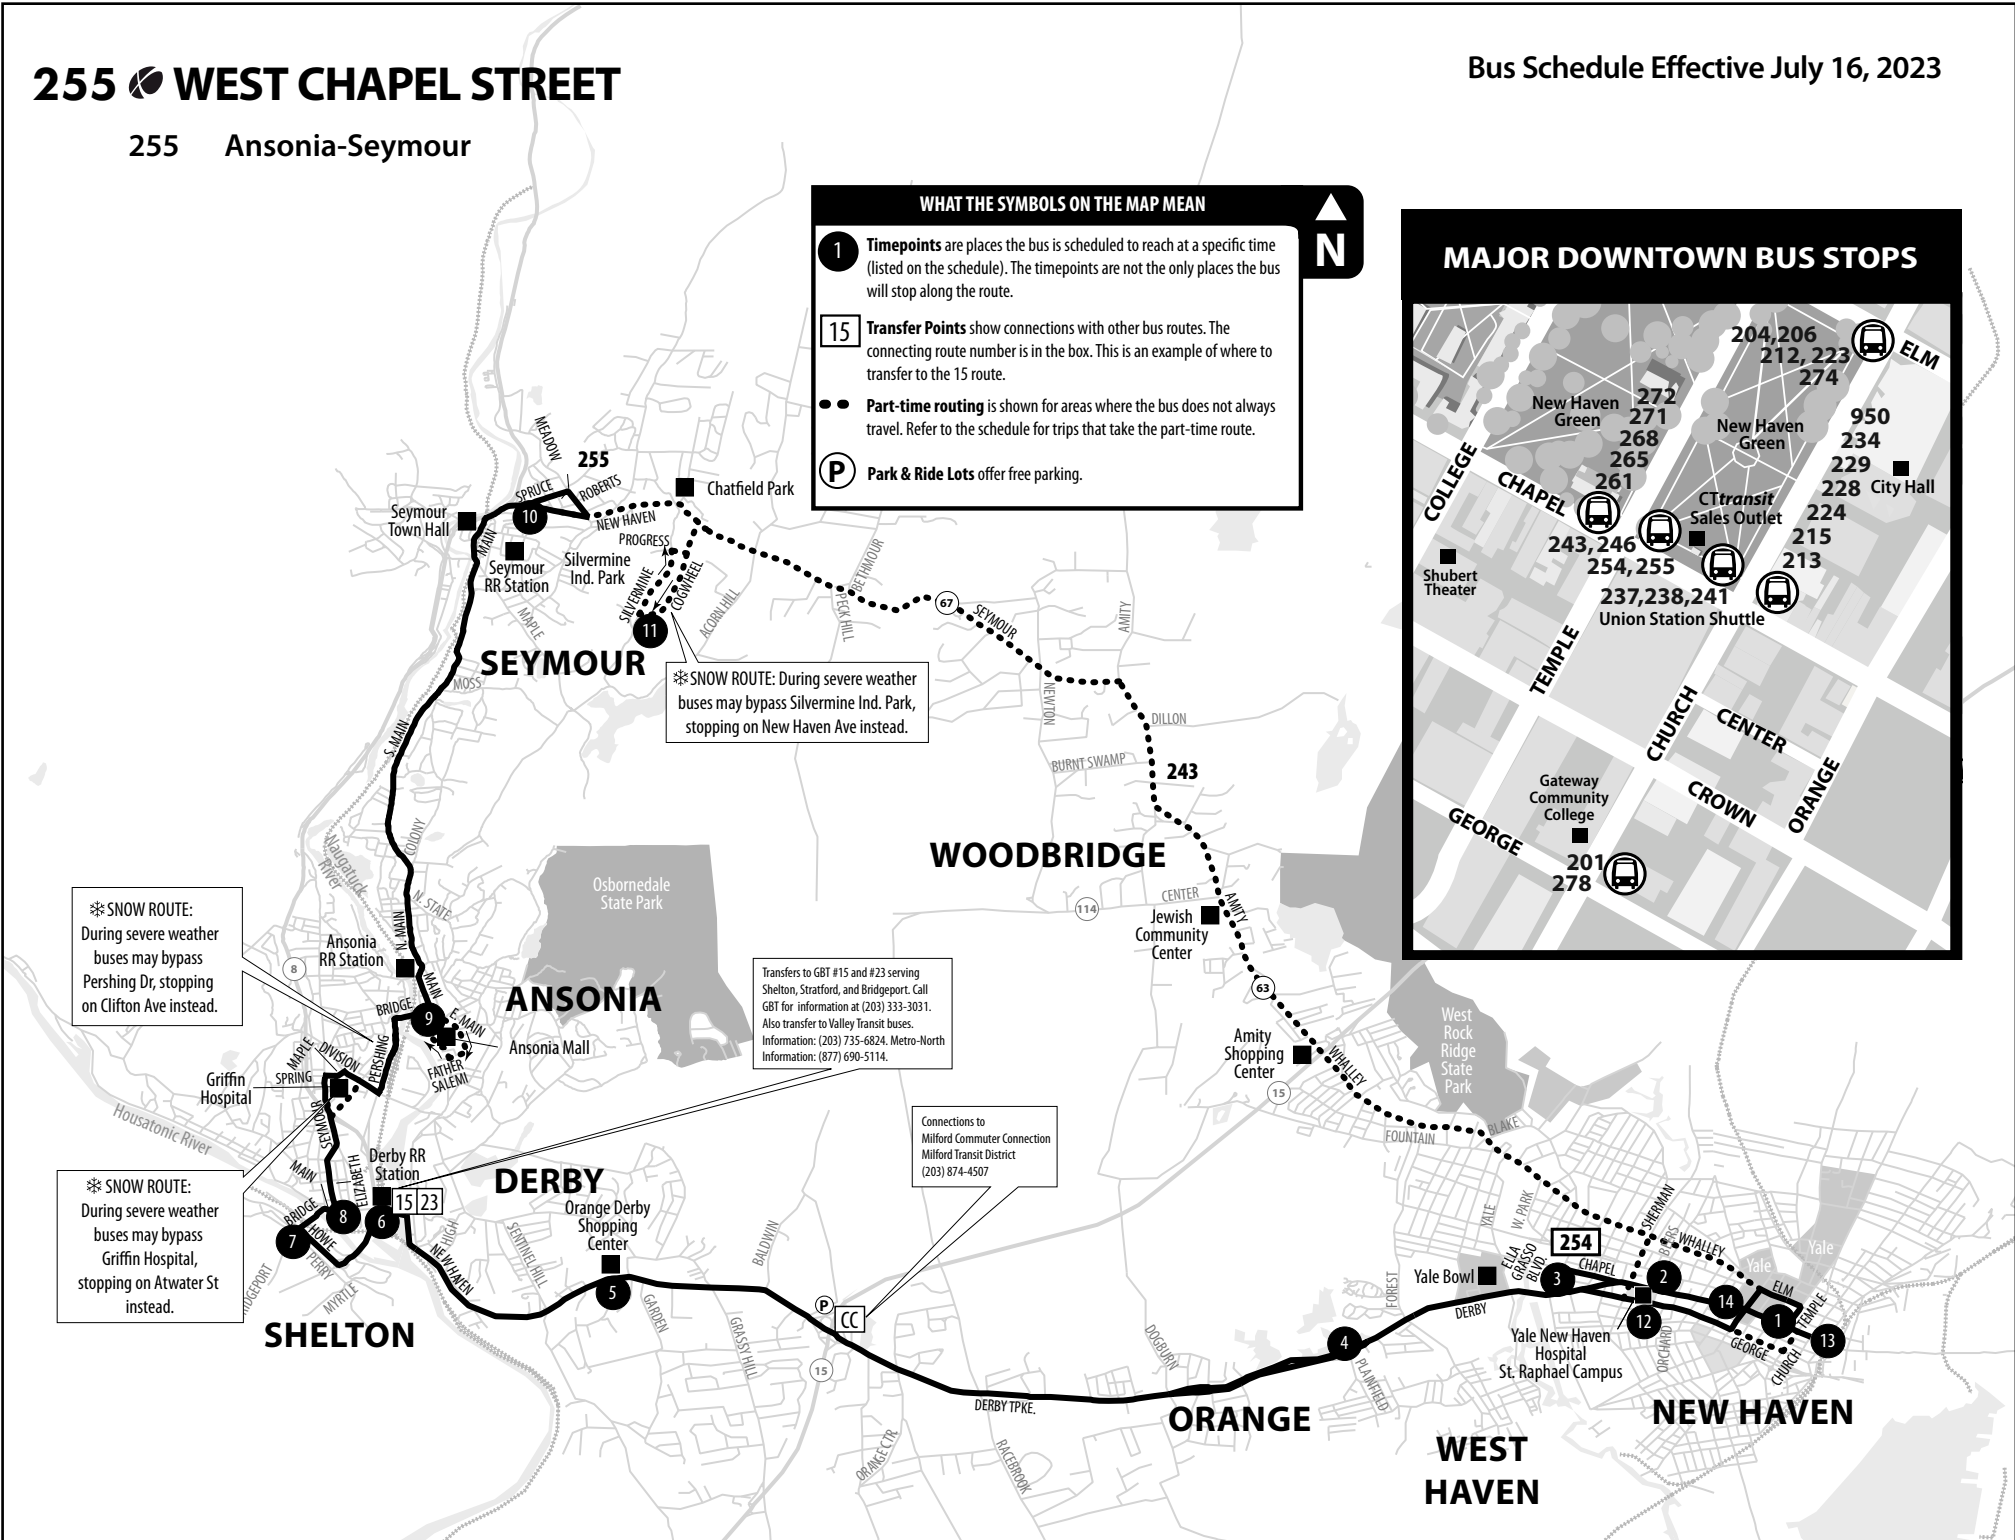 255 WEST CHAPEL STREET
255 Ansonia-Seymour
Bus Schedule Effective July 16, 2023
WHAT THE SYMBOLS ON THE MAP MEAN
N
1
Timepoints are places the bus is scheduled to reach at a specific time
(listed on the schedule). The timepoints are not the only places the bus
will stop along the route.
15
Transfer Points show connections with other bus routes. The
connecting route number is in the box. This is an example of where to
transfer to the 15 route.
Part-time routing is shown for areas where the bus does not always
travel. Refer to the schedule for trips that take the part-time route.
P
Park & Ride Lots offer free parking.
MAJOR DOWNTOWN BUS STOPS
204,206
212, 223
274
ELM
New Haven
Green
272
271
268
265
261
New Haven
Green
950
234
229
228
224
215
213
City Hall
COLLEGE
CHAPEL
CTtransit
Sales Outlet
243, 246
254, 255
Shubert
Theater
237,238,241
Union Station Shuttle
TEMPLE
CHURCH
CENTER
ORANGE
CROWN
Gateway
Community
College
GEORGE
201
278
MEADOW
255
SPRUCE
ROBERTS
Chatfield Park
Seymour
Town Hall
10
NEW HAVEN
MAIN
PROGRESS
Seymour
RR Station
Silvermine
Ind. Park
SILVERMINE
COGWHEEL
MAPLE
11
ACORN HILL
BETHMOUR
PECK HILL
67
SEYMOUR
AMITY
SEYMOUR
MOSS
❄SNOW ROUTE: During severe weather
buses may bypass Silvermine Ind. Park,
stopping on New Haven Ave instead.
NEWTON
DILLON
S. MAIN
BURNT SWAMP
243
COLONY
Naugatuck
River
WOODBRIDGE
Osbornedale
State Park
N. STATE
CENTER
114
AMITY
Jewish
Community
Center
❄SNOW ROUTE:
During severe weather
buses may bypass
Pershing Dr, stopping
on Clifton Ave instead.
N. MAIN
Ansonia
RR Station
8
MAIN
63
ANSONIA
BRIDGE
9
E. MAIN
Ansonia Mall
FATHER
SALEMI
Transfers to GBT #15 and #23 serving
Shelton, Stratford, and Bridgeport. Call
GBT for information at (203) 333-3031.
Also transfer to Valley Transit buses.
Information: (203) 735-6824. Metro-North
Information: (877) 690-5114.
West
Rock
Ridge
State
Park
Amity
Shopping
Center
WHALLEY
15
MAPLE
DIVISION
PERSHING
SPRING
Griffin
Hospital
Housatonic River
SEYMOUR
FOUNTAIN
BLAKE
Connections to
Milford Commuter Connection
Milford Transit District
(203) 874-4507
❄ SNOW ROUTE:
During severe weather
buses may bypass
Griffin Hospital,
stopping on Atwater St
instead.
MAIN
ELIZABETH
Derby RR
Station
15
23
DERBY
Orange Derby
Shopping
Center
BRIDGE
8
6
7
HOWE
PERRY
MYRTLE
HIGH
NEW HAVEN
SENTINEL HILL
5
GARDEN
BALDWIN
SHELTON
GRASSY HILL
P
CC
15
DERBY TPKE.
ORANGE CTR.
RACEBROOK
DOGBURN
4
PLAINFIELD
ORANGE
FOREST
DERBY
Yale Bowl
YALE
W. PARK
ELLA
GRASSO
BLVD.
254
3
CHAPEL
SHERMAN
WHALLEY
Yale
Yale
2
ELM
14
TEMPLE
1
13
12
Yale New Haven
Hospital
St. Raphael Campus
ORCHARD
GEORGE
CHURCH
NEW HAVEN
WEST
HAVEN